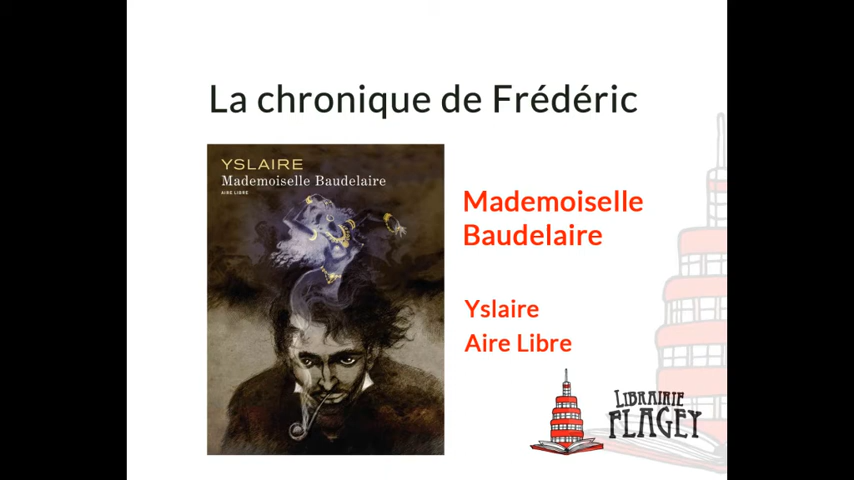 La chronique de Frédéric
YSLAIRE
Mademoiselle Baudelaire
AIRE LIBRE
Mademoiselle
Baudelaire
Yslaire
Aire Libre
LIBRAIRIE
FLAGEY